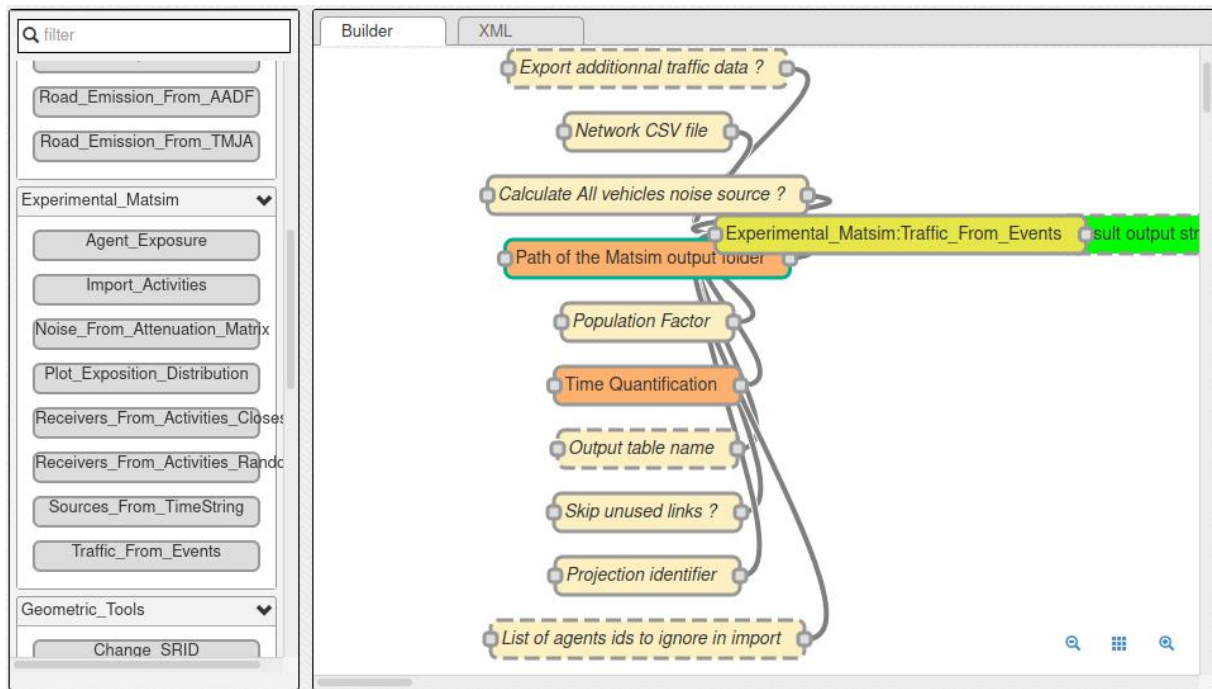 filter
Road_Emission_From_AADF
Road_Emission_From_TMJA
Experimental_Matsim
Agent_Exposure
Import_Activities
Noise_From_Attenuation_Matrix
Plot_Exposition_Distribution
Receivers_From_Activities_Closes
Receivers_From_Activities_Rando
Sources_From_TimeString
Traffic_From_Events
Geometric_Tools
Change_SRID
Builder
XML
Export additionnal traffic data ?
Network CSV file
Calculate All vehicles noise source ?
Experimental_Matsim:Traffic_From_Events
sult output str
Path of the Matsim output folder
Population Factor
Time Quantification
Output table name
Skip unused links ?
Projection identifier
List of agents ids to ignore in import